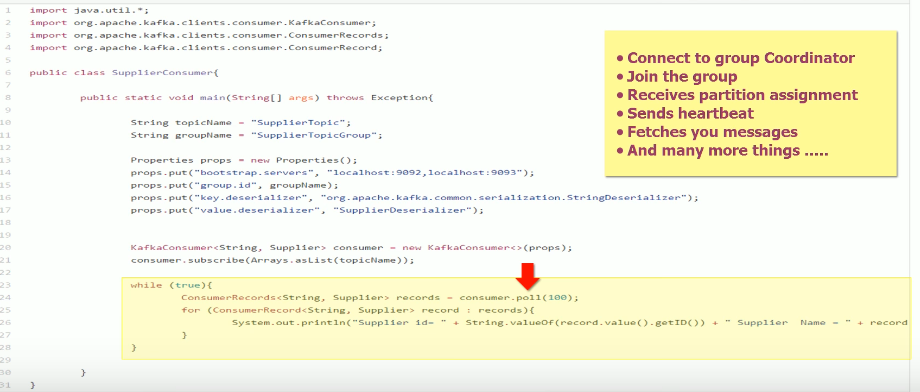 1 import java.util.*;
2 import org.apache.kafka.clients.consumer.KafkaConsumer;
3 import org.apache.kafka.clients.consumer.ConsumerRecords;
4 import org.apache.kafka.clients.consumer.ConsumerRecord;
5
6 public class SupplierConsumer{
7
8 public static void main(String[] args) throws Exception{
9
10 String topicName = "SupplierTopic";
11 String groupName = "SupplierTopicGroup";
12
13 Properties props = new Properties();
14 props.put("bootstrap.servers", "localhost:9092,localhost:9093");
15 props.put("group.id", groupName);
16 props.put("key.deserializer", "org.apache.kafka.common.serialization.StringDeserializer");
17 props.put("value.deserializer", "SupplierDeserializer");
18
19
20 KafkaConsumer<String, Supplier> consumer = new KafkaConsumer<>(props);
21 consumer.subscribe(Arrays.asList(topicName));
22
23 while (true){
24 ConsumerRecords<String, Supplier> records = consumer.poll(100);
25 for (ConsumerRecord<String, Supplier> record : records){
26 System.out.println("Supplier id= " + String.valueOf(record.value().getID()) + " Supplier  Name = " + record
27 }
28 }
29
30 }
31 }
• Connect to group Coordinator
• Join the group
• Receives partition assignment
• Sends heartbeat
• Fetches you messages
• And many more things .....